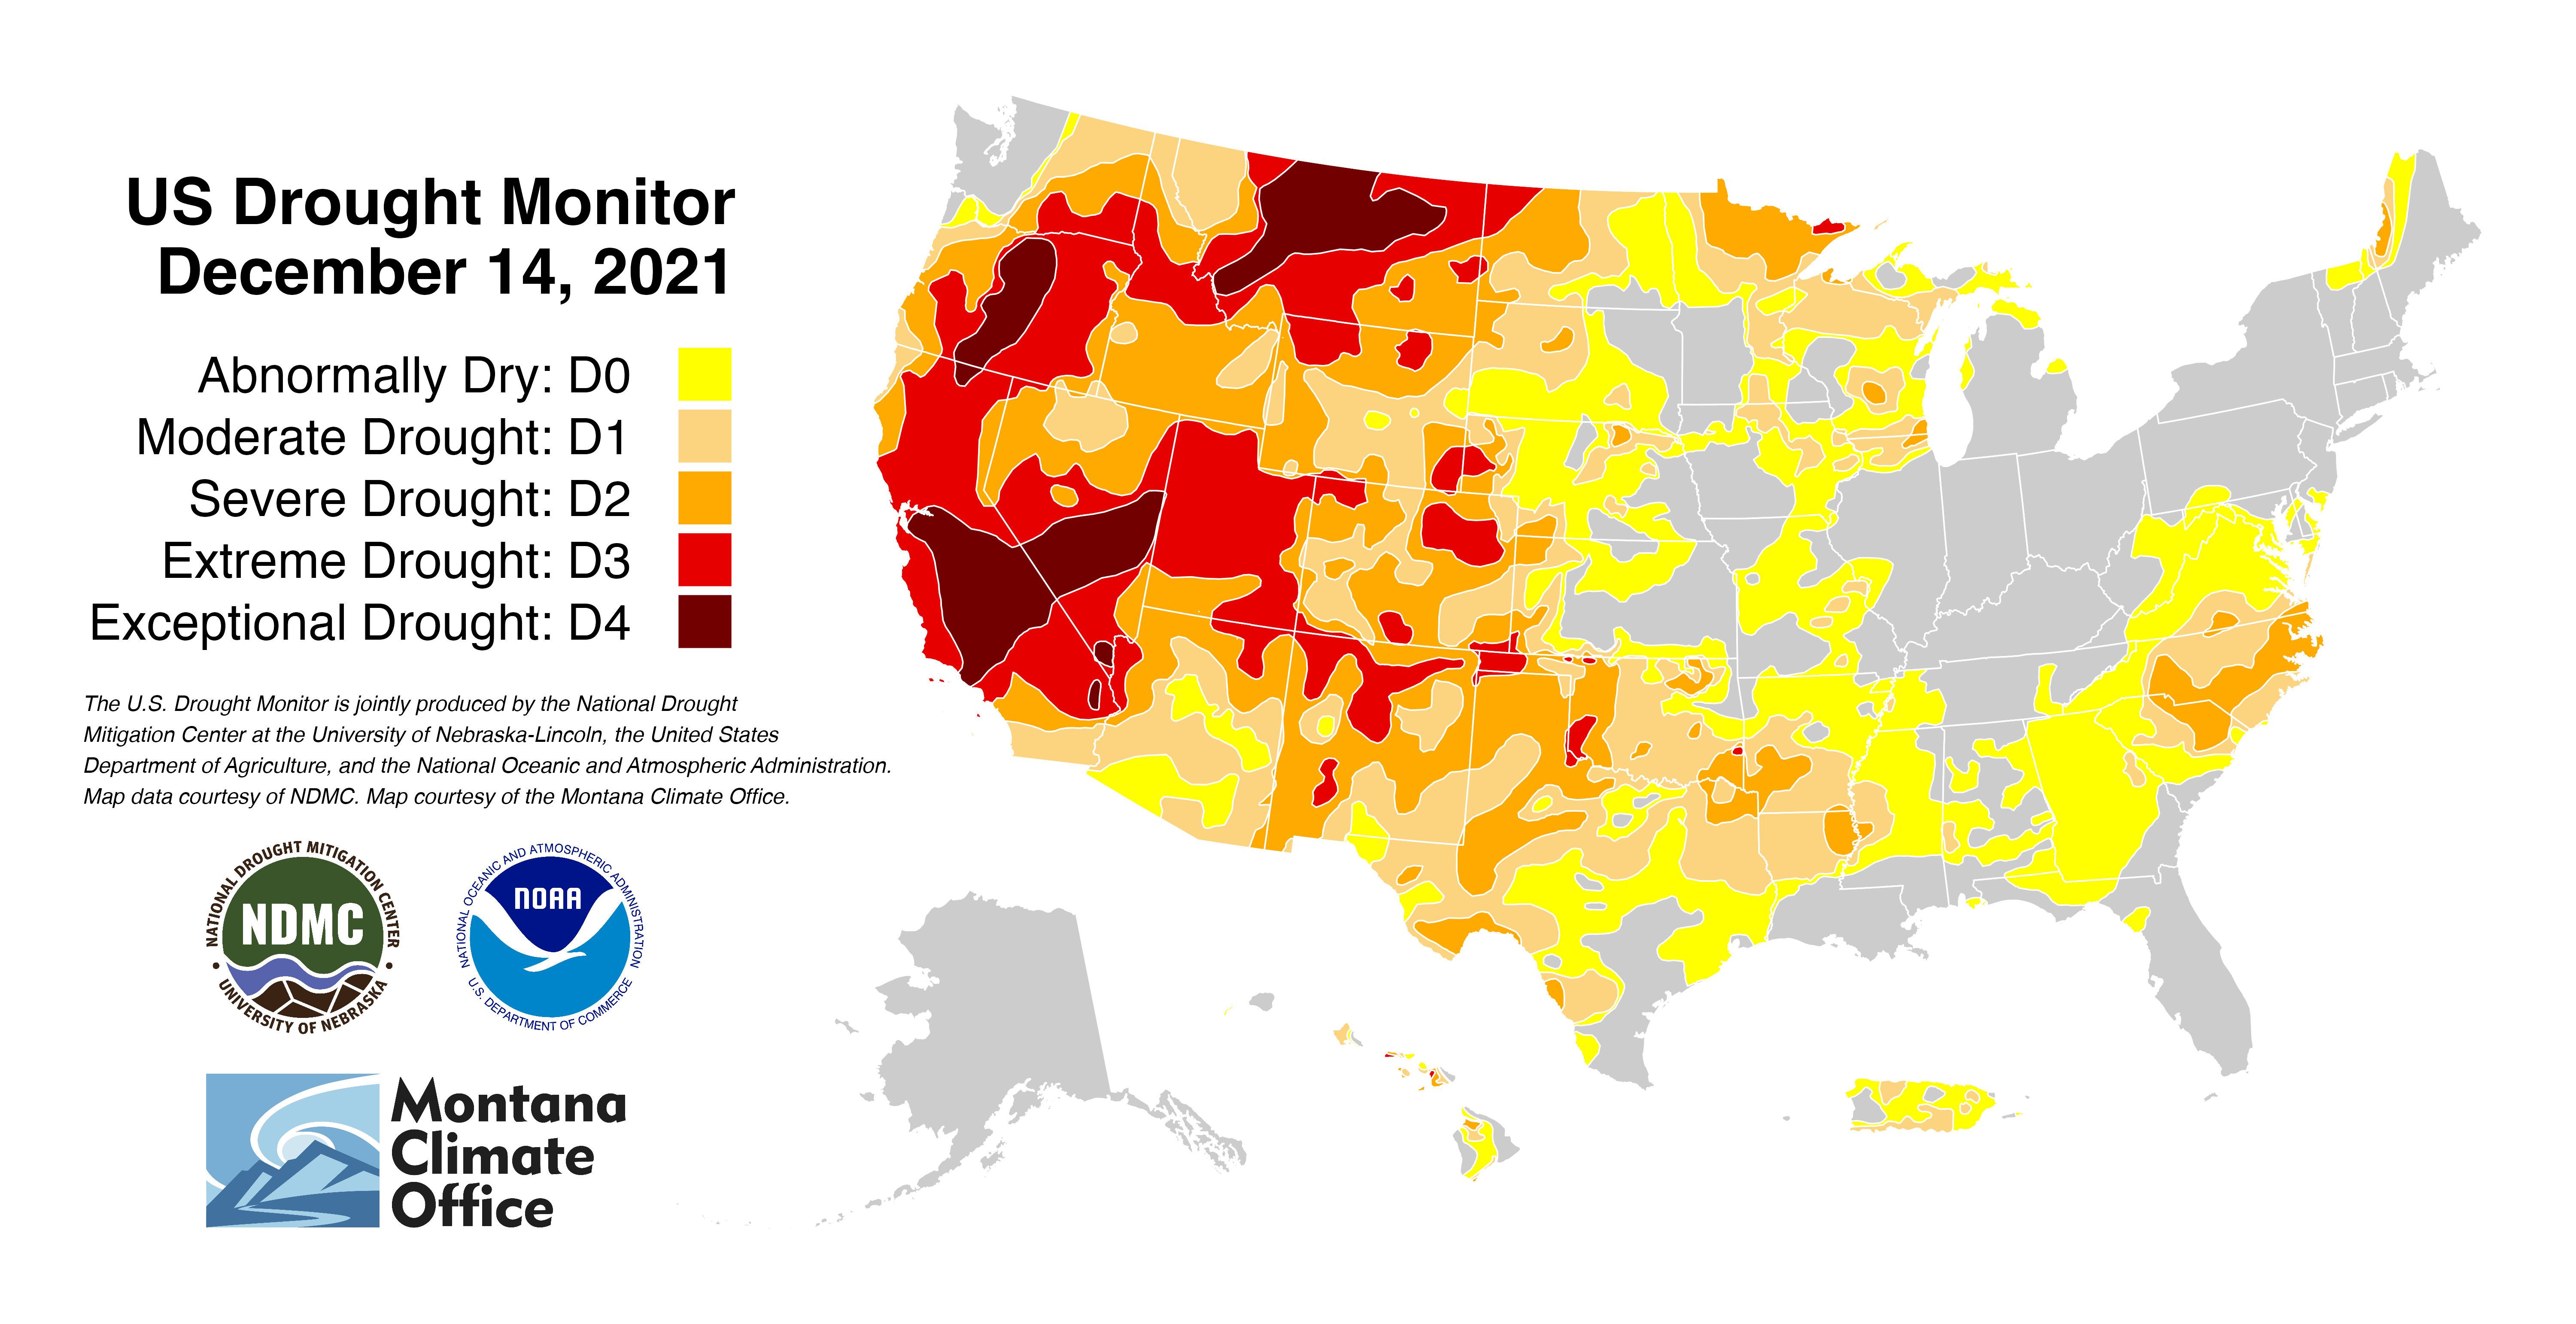 US Drought Monitor
December 14, 2021
Abnormally Dry: D0
Moderate Drought: D1
Severe Drought: D2
Extreme Drought: D3
Exceptional Drought: D4
The U.S. Drought Monitor is jointly produced by the National Drought
Mitigation Center at the University of Nebraska-Lincoln, the United States
Department of Agriculture, and the National Oceanic and Atmospheric Administration.
Map data courtesy of NDMC. Map courtesy of the Montana Climate Office.
NATIONAL DROUGHT MITIGATION CENTER
NDMC
• UNIVERSITY OF NEBRASKA •
NATIONAL OCEANIC AND ATMOSPHERIC ADMINISTRATION
NOAA
U.S. DEPARTMENT OF COMMERCE
Montana
Climate
Office